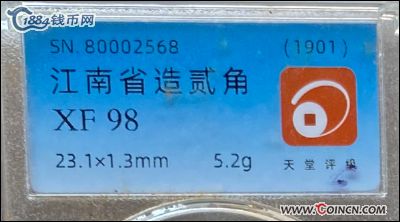 1884钱币网
SN 80002568 (1901)
江南省造贰角
XF 98
23.1×1.3mm 5.2g
天堂评级
www.COINCN.com